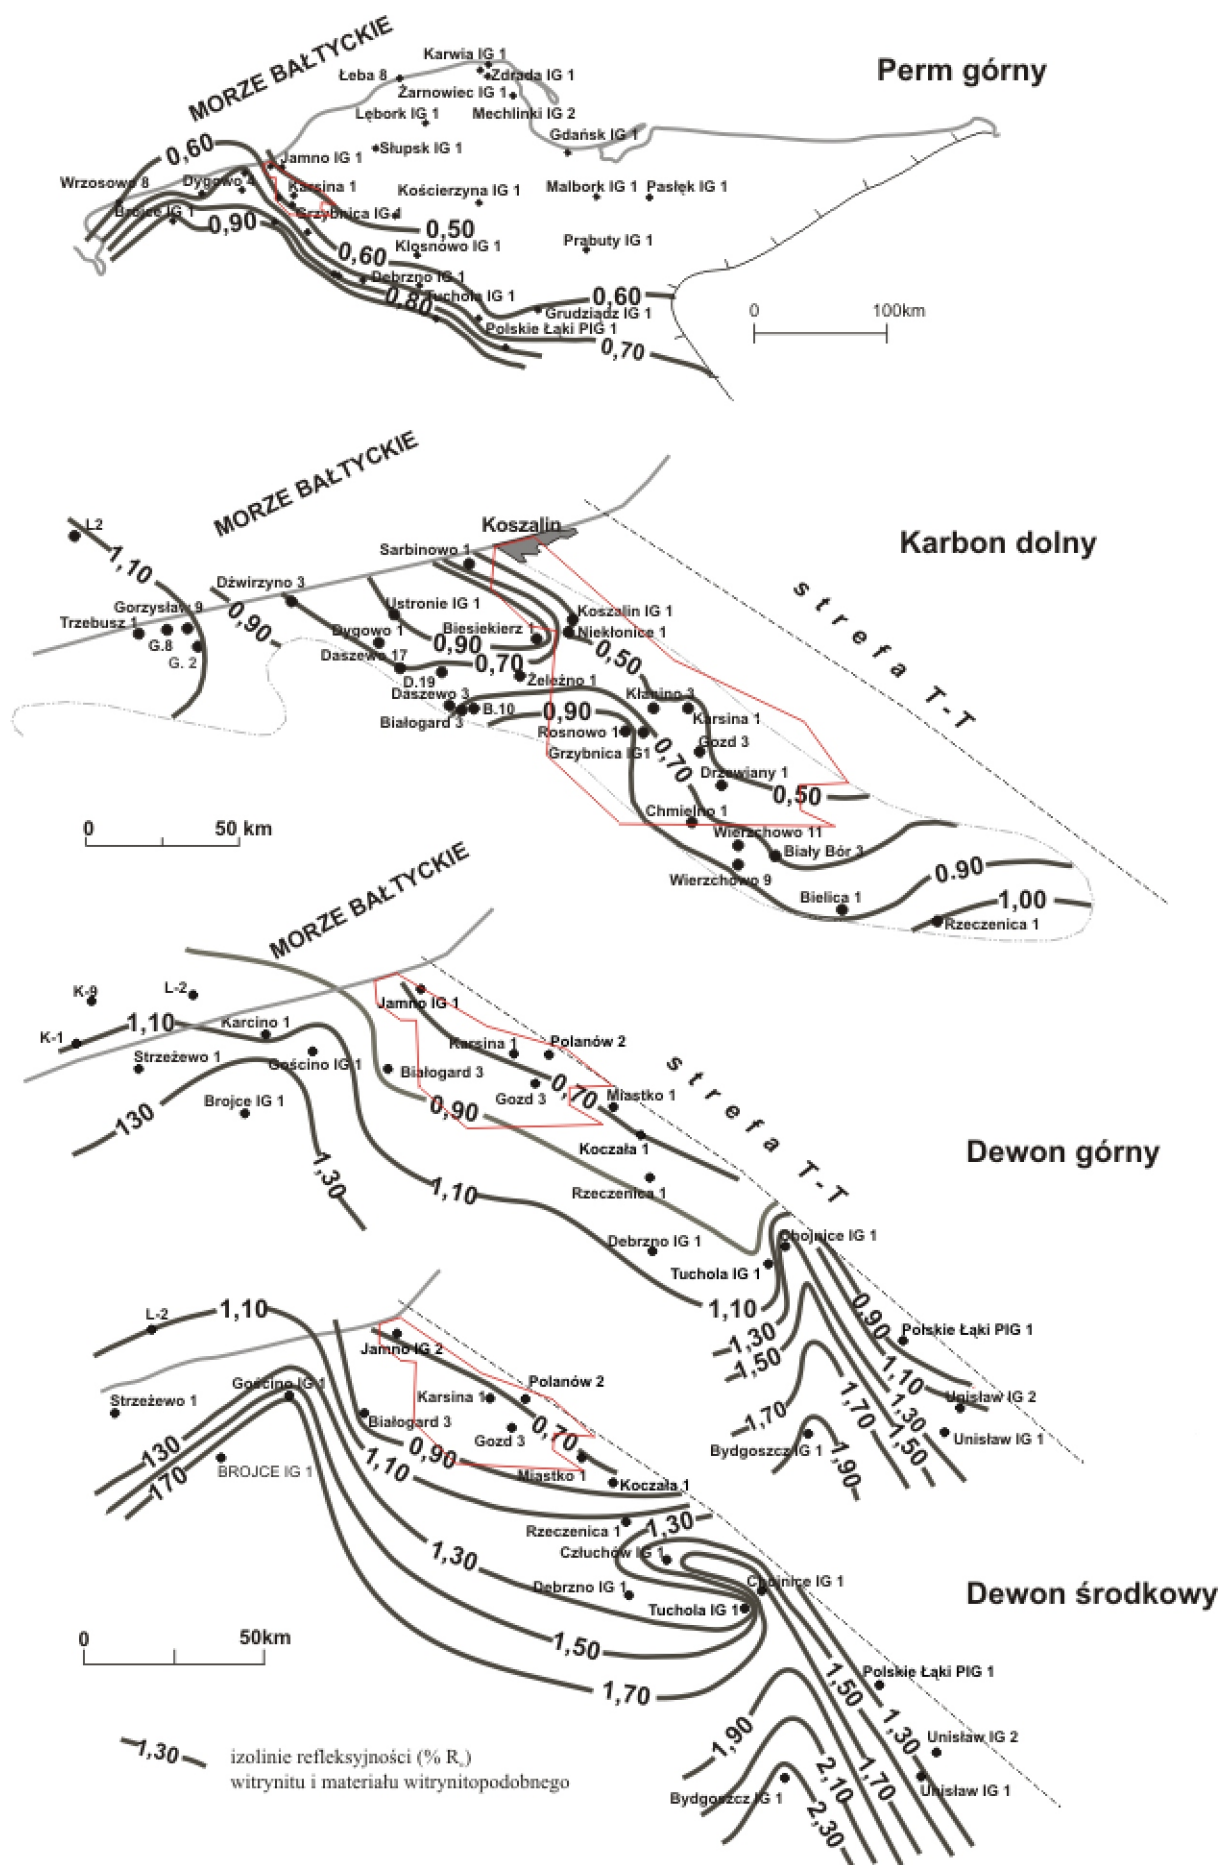 MORZE BAŁTYCKIE
Perm górny
Karwia IG 1
Łeba 8
Zdrada IG 1
Żarnowiec IG 1
Lębork IG 1
Mechlinki IG 2
Gdańsk IG 1
0,60
Słupsk IG 1
Jamno IG 1
Wrzosowo 8
Dygowo 4
Karsina 1
Kościerzyna IG 1
Malbork IG 1
Pasłęk IG 1
Brojce IG 1
Grzybnica IG 1
0,90
0,50
Klosnowo IG 1
Prabuty IG 1
0,60
Debrzno IG 1
0,80
Tuchola IG 1
0,60
Grudziądz IG 1
Polskie Łąki PIG 1
0,70
0
100km
MORZE BAŁTYCKIE
Karbon dolny
Koszalin
L2
1,10
Sarbinowo 1
strefa T-T
Dźwirzyno 3
Gorzysław 9
0,90
Ustronie IG 1
Koszalin IG 1
Trzebusz 1
G.8
G. 2
Dygowo 1
Biesiekierz 1
Niekłonice 1
0,90
0,50
Daszewo 17
0,70
D.19
Żeleźno 1
Daszewo 3
B.10
0,90
Kłanino 3
Białogard 3
Karsina 1
Rosnowo 1
Grzybnica IG1
0,70
Gozd 3
Drzewiany 1
0,50
Chmielno 1
0
50 km
Wierzchowo 11
Biały Bór 3
Wierzchowo 9
0.90
Bielica 1
1,00
Rzeczenica 1
MORZE BAŁTYCKIE
Dewon górny
K-9
L-2
Jamno IG 1
K-1
1,10
Karcino 1
Karsina 1
Polanów 2
strefa T-T
Strzeżewo 1
Gościno IG 1
Białogard 3
0,70
Brojce IG 1
Gozd 3
Miastko 1
130
0,90
Koczała 1
1,30
1,10
Rzeczenica 1
Debrzno IG 1
Chojnice IG 1
Tuchola IG 1
1,10
0,90
1,30
Polskie Łąki PIG 1
1,50
1,10
1,70
1,70
1,30
Unisław IG 2
1,50
Unisław IG 1
Bydgoszcz IG 1
1,90
Dewon środkowy
L-2
1,10
Jamno IG 2
Gościno IG 1
Strzeżewo 1
Karsina 1
Polanów 2
Białogard 3
Gozd 3
0,70
130
0,90
170
BROJCE IG 1
1,10
Miastko 1
Koczała 1
Rzeczenica 1
1,30
1,30
Człuchów IG 1
Debrzno IG 1
Chojnice IG 1
Tuchola IG 1
1,50
0
50km
1,70
Polskie Łąki PIG 1
1,50
1,90
1,30
Unisław IG 2
2,10
1,70
Unisław IG 1
Bydgoszcz IG 1
2,30
1,30
izolinie refleksyjności (% Rₒ)
witrynitu i materiału witrynitopodobnego